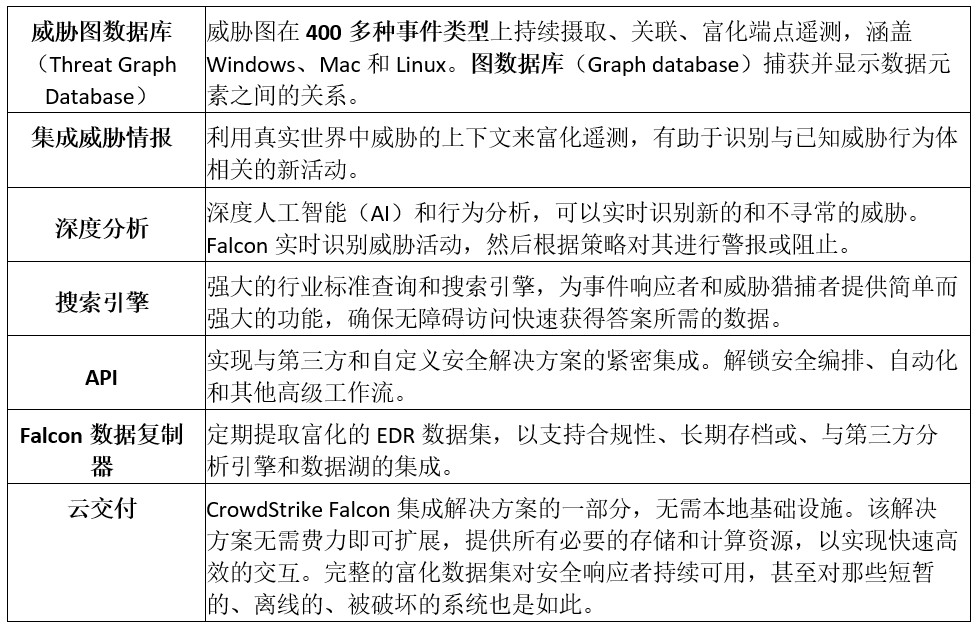 威胁图数据库
（Threat Graph
Database）
威胁图在 400 多种事件类型上持续摄取、关联、富化端点遥测，涵盖
Windows、Mac 和 Linux。图数据库（Graph database）捕获并显示数据元
素之间的关系。
集成威胁情报
利用真实世界中威胁的上下文来富化遥测，有助于识别与已知威胁行为体
相关的新活动。
深度分析
深度人工智能（AI）和行为分析，可以实时识别新的和不寻常的威胁。
Falcon 实时识别威胁活动，然后根据策略对其进行警报或阻止。
搜索引擎
强大的行业标准查询和搜索引擎，为事件响应者和威胁猎捕者提供简单而
强大的功能，确保无障碍访问快速获得答案所需的数据。
API
实现与第三方和自定义安全解决方案的紧密集成。解锁安全编排、自动化
和其他高级工作流。
Falcon 数据复制
器
定期提取富化的 EDR 数据集，以支持合规性、长期存档或、与第三方分
析引擎和数据湖的集成。
云交付
CrowdStrike Falcon 集成解决方案的一部分，无需本地基础设施。该解决
方案无需费力即可扩展，提供所有必要的存储和计算资源，以实现快速高
效的交互。完整的富化数据集对安全响应者持续可用，甚至对那些短暂
的、离线的、被破坏的系统也是如此。